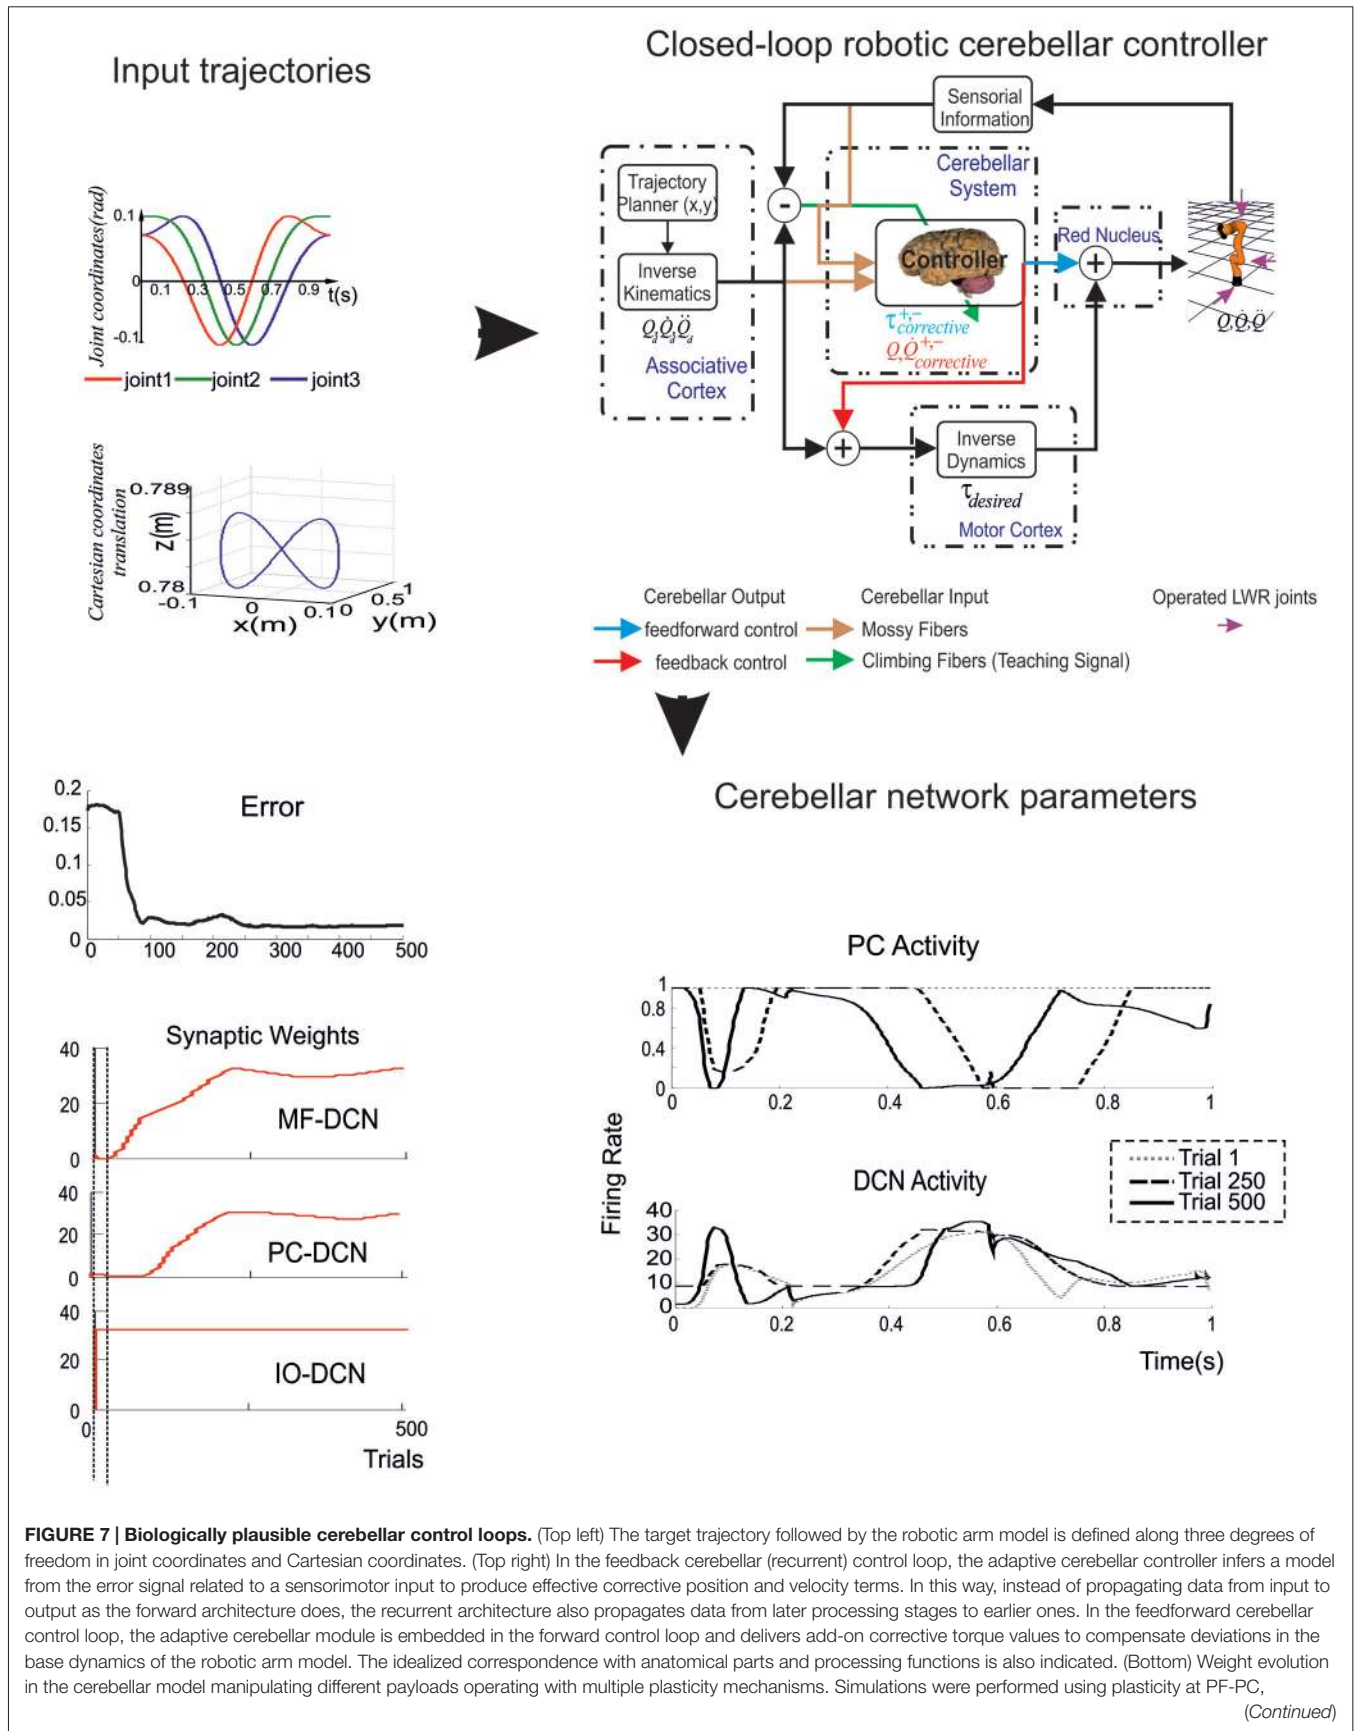 Input trajectories
Closed-loop robotic cerebellar controller
Joint coordinates(rad)
0.1
0
-0.1
0.1 0.3 0.5 0.7 0.9 t(s)
joint1 joint2 joint3
Cartesian coordinates
translation
z(m)
0.789
0.78
-0.1 0 0.10 0.5 1
x(m) y(m)
Sensorial
Information
Trajectory
Planner (x,y)
Inverse
Kinematics
Q_d Q̇_d Q̈_d
Associative
Cortex
-
Cerebellar
System
Controller
τ+,-
corrective
Q,Q̇+,-
corrective
Red Nucleus
+
Q,Q̇,Q̈
+
Inverse
Dynamics
τdesired
Motor Cortex
Cerebellar Output Cerebellar Input Operated LWR joints
feedforward control Mossy Fibers
feedback control Climbing Fibers (Teaching Signal)
Error
0.2
0.15
0.1
0.05
0
0 100 200 300 400 500
Synaptic Weights
40
20
0
MF-DCN
40
20
0
PC-DCN
40
20
0
IO-DCN
0 500
Trials
Cerebellar network parameters
PC Activity
1
0.8
0.4
0
0 0.2 0.4 0.6 0.8 1
Firing Rate
Trial 1
Trial 250
Trial 500
DCN Activity
40
30
20
10
0
0 0.2 0.4 0.6 0.8 1
Time(s)
FIGURE 7 | Biologically plausible cerebellar control loops. (Top left) The target trajectory followed by the robotic arm model is defined along three degrees of
freedom in joint coordinates and Cartesian coordinates. (Top right) In the feedback cerebellar (recurrent) control loop, the adaptive cerebellar controller infers a model
from the error signal related to a sensorimotor input to produce effective corrective position and velocity terms. In this way, instead of propagating data from input to
output as the forward architecture does, the recurrent architecture also propagates data from later processing stages to earlier ones. In the feedforward cerebellar
control loop, the adaptive cerebellar module is embedded in the forward control loop and delivers add-on corrective torque values to compensate deviations in the
base dynamics of the robotic arm model. The idealized correspondence with anatomical parts and processing functions is also indicated. (Bottom) Weight evolution
in the cerebellar model manipulating different payloads operating with multiple plasticity mechanisms. Simulations were performed using plasticity at PF-PC,
(Continued)